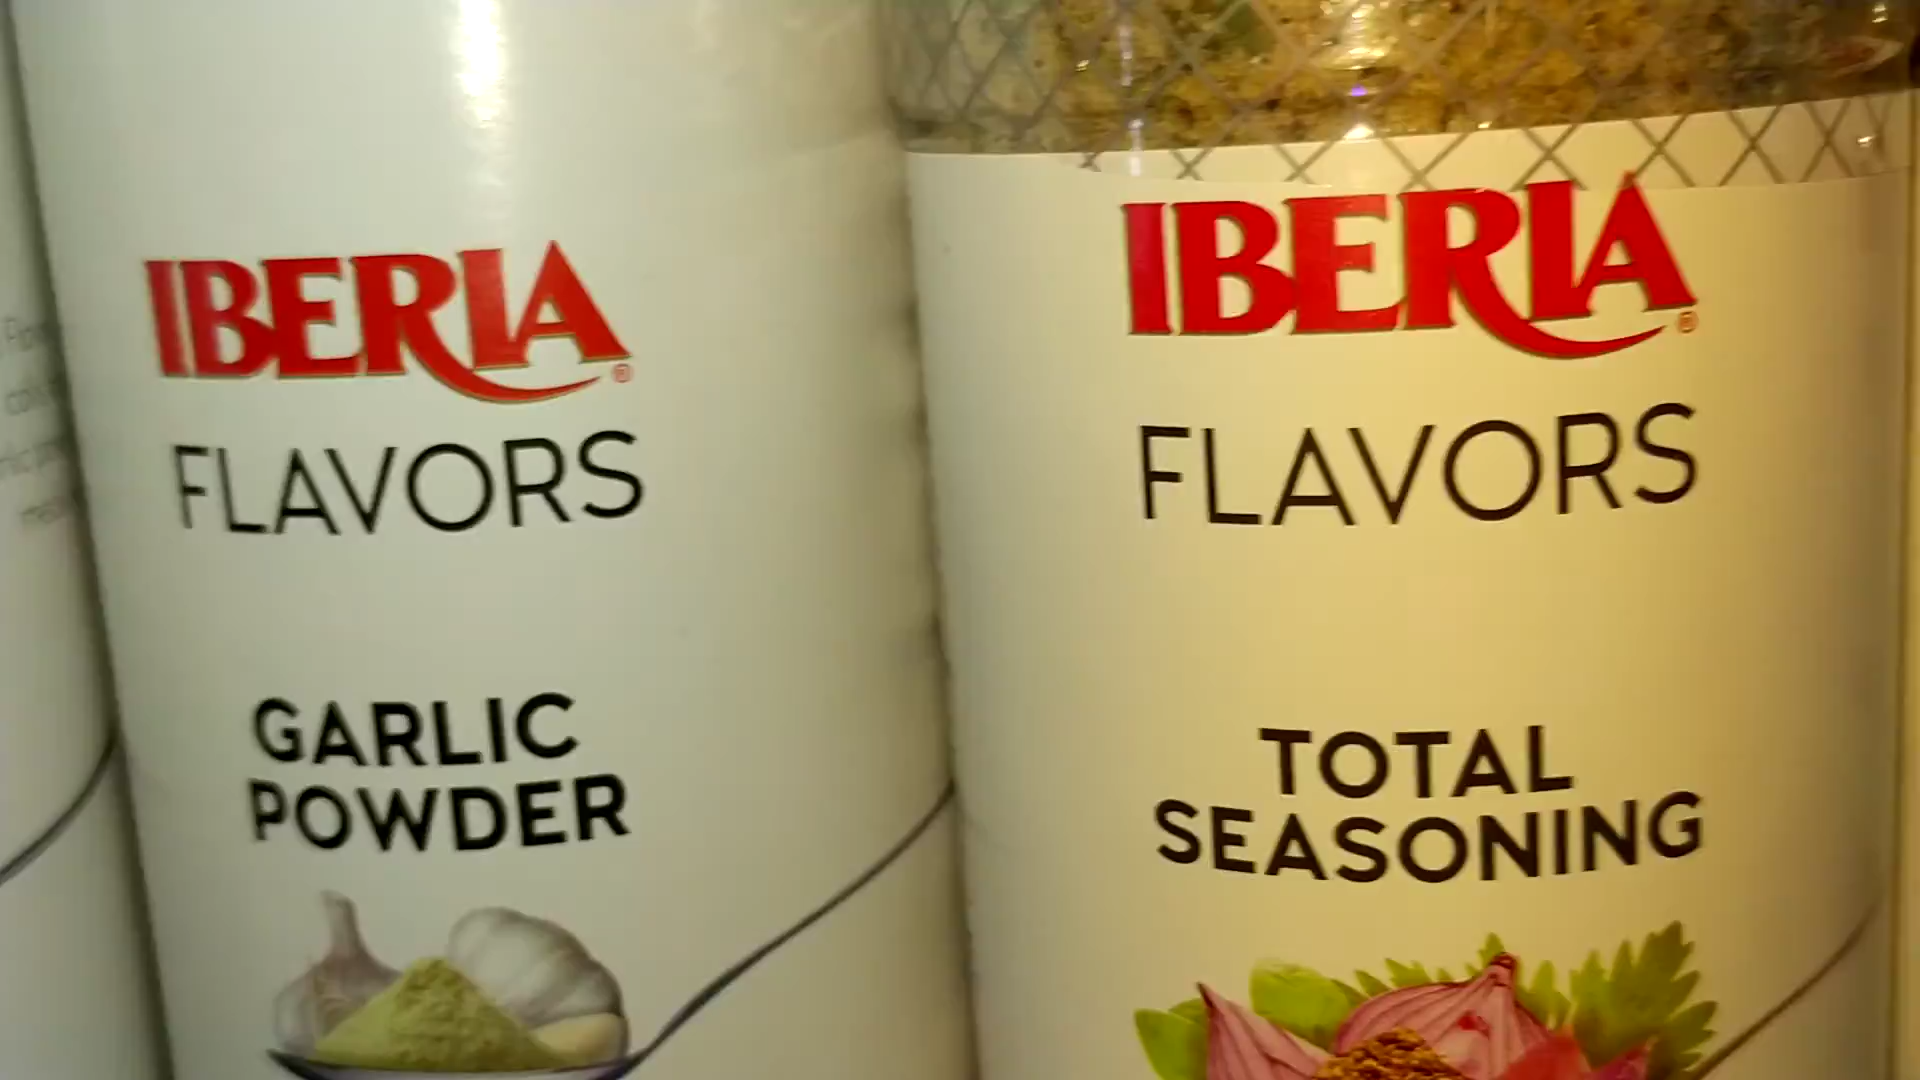 IBERIA
FLAVORS
GARLIC
POWDER
IBERIA
FLAVORS
TOTAL
SEASONING